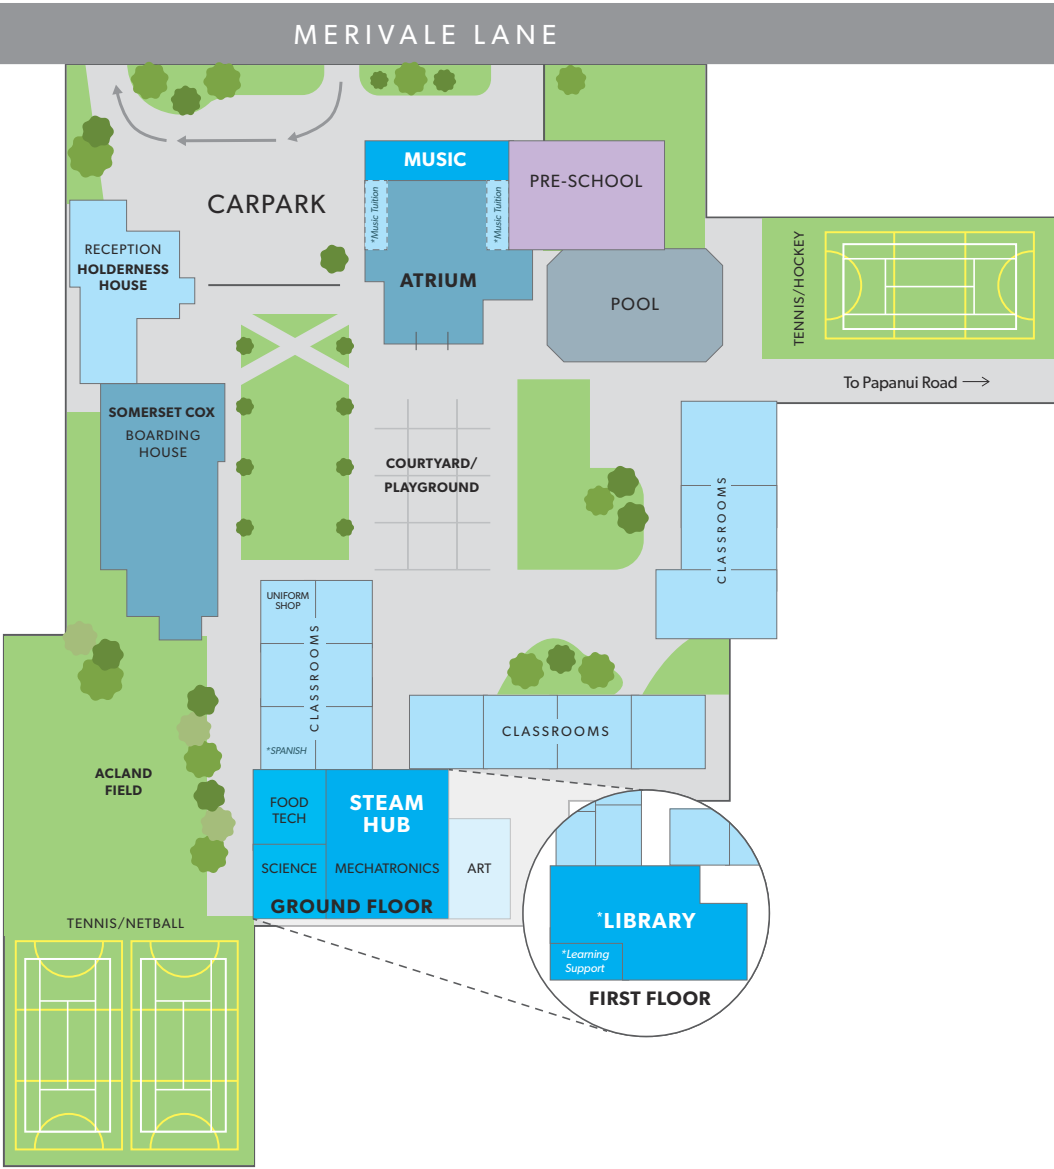 MERIVALE LANE
MUSIC
PRE-SCHOOL
*Music Tuition
*Music Tuition
CARPARK
RECEPTION
HOLDERNESS
HOUSE
ATRIUM
POOL
TENNIS/HOCKEY
To Papanui Road
SOMERSET COX
BOARDING
HOUSE
COURTYARD/
PLAYGROUND
CLASSROOMS
UNIFORM
SHOP
CLASSROOMS
*SPANISH
CLASSROOMS
ACLAND
FIELD
FOOD
TECH
STEAM
HUB
SCIENCE
MECHATRONICS
ART
GROUND FLOOR
TENNIS/NETBALL
*LIBRARY
*Learning
Support
FIRST FLOOR